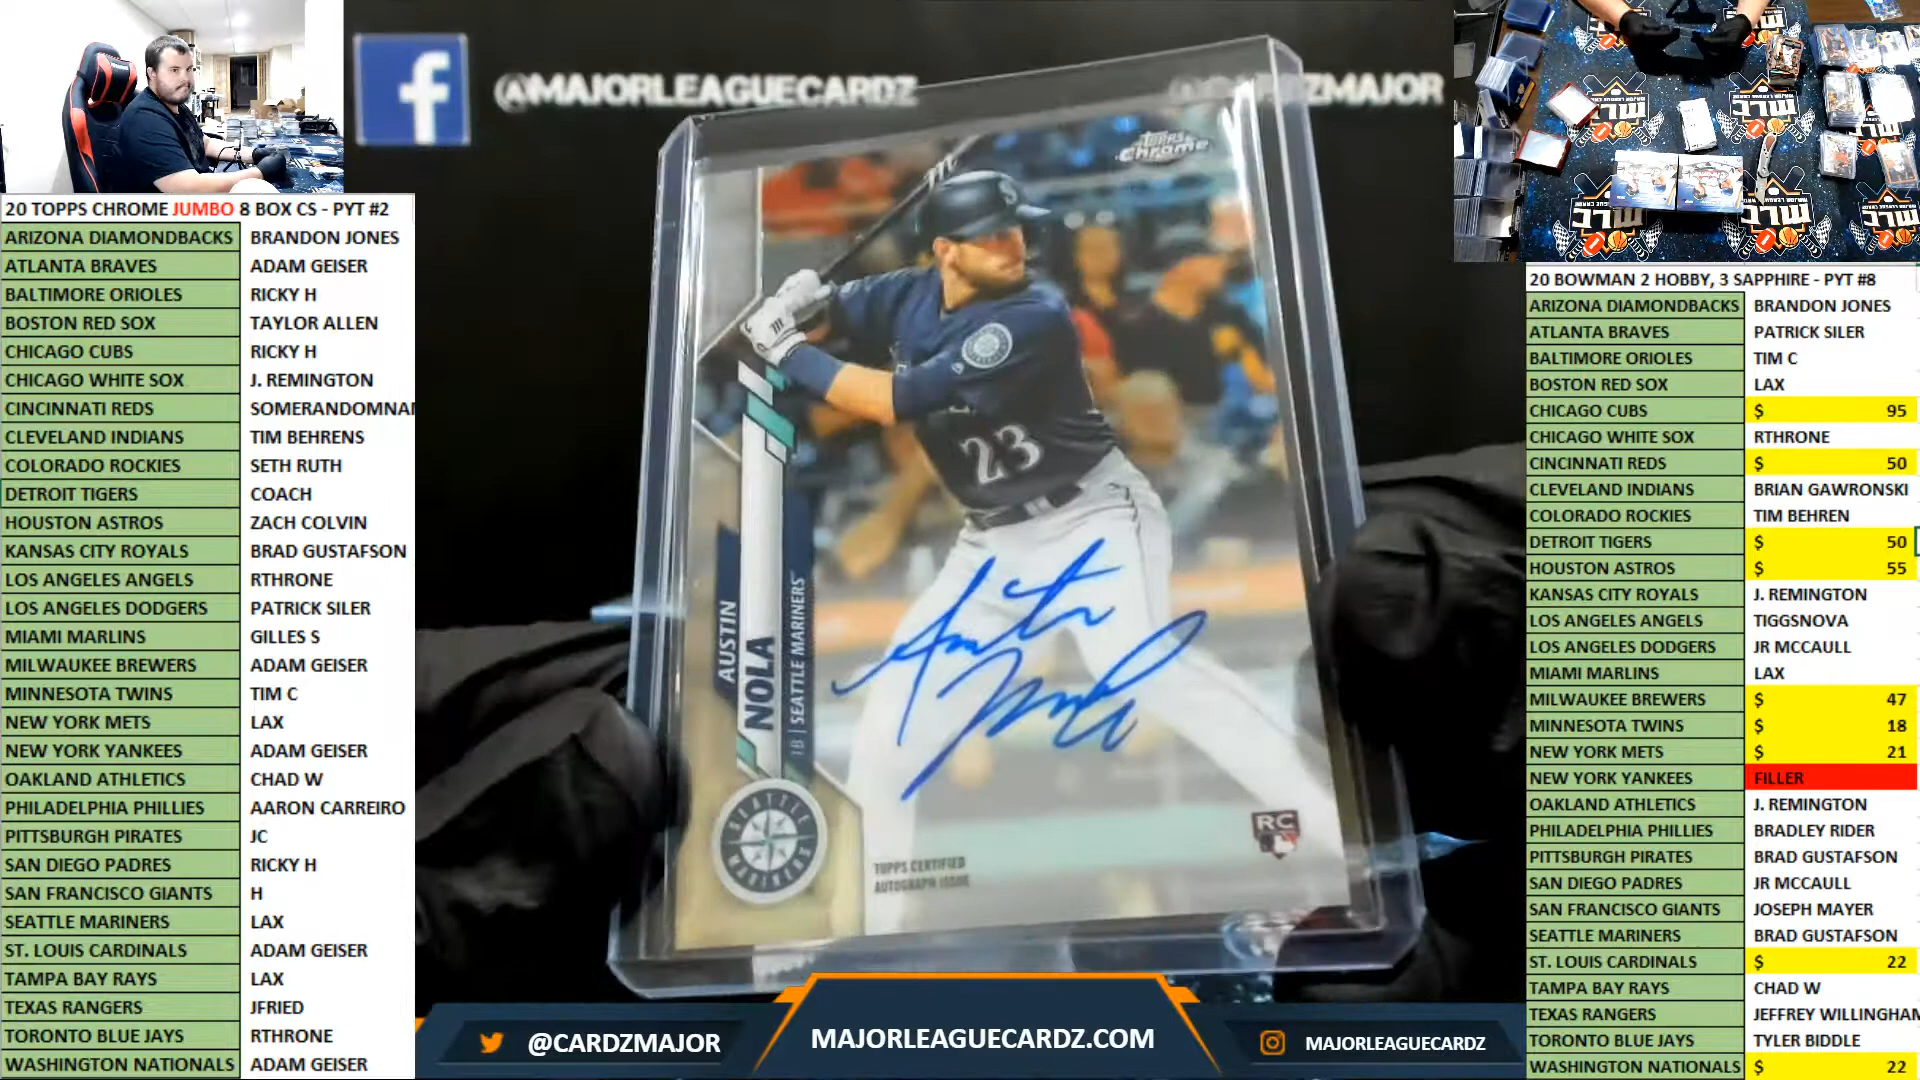 20 TOPPS CHROME JUMBO 8 BOX CS - PYT #2
ARIZONA DIAMONDBACKS BRANDON JONES
ATLANTA BRAVES ADAM GEISER
BALTIMORE ORIOLES RICKY H
BOSTON RED SOX TAYLOR ALLEN
CHICAGO CUBS RICKY H
CHICAGO WHITE SOX J. REMINGTON
CINCINNATI REDS SOMERANDOMNA
CLEVELAND INDIANS TIM BEHRENS
COLORADO ROCKIES SETH RUTH
DETROIT TIGERS COACH
HOUSTON ASTROS ZACH COLVIN
KANSAS CITY ROYALS BRAD GUSTAFSON
LOS ANGELES ANGELS RTHRONE
LOS ANGELES DODGERS PATRICK SILER
MIAMI MARLINS GILLES S
MILWAUKEE BREWERS ADAM GEISER
MINNESOTA TWINS TIM C
NEW YORK METS LAX
NEW YORK YANKEES ADAM GEISER
OAKLAND ATHLETICS CHAD W
PHILADELPHIA PHILLIES AARON CARREIRO
PITTSBURGH PIRATES JC
SAN DIEGO PADRES RICKY H
SAN FRANCISCO GIANTS H
SEATTLE MARINERS LAX
ST. LOUIS CARDINALS ADAM GEISER
TAMPA BAY RAYS LAX
TEXAS RANGERS JFRIED
TORONTO BLUE JAYS RTHRONE
WASHINGTON NATIONALS ADAM GEISER
f @MAJORLEAGUECARDZ
DZMAJOR
TOPPS
Chrome
S
23
AUSTIN
NOLA
1B | SEATTLE MARINERS™
Austin
Nola
SEATTLE
MARINERS
TOPPS CERTIFIED
AUTOGRAPH ISSUE
RC
@CARDZMAJOR
MAJORLEAGUECARDZ.COM
MAJORLEAGUECARDZ
20 BOWMAN 2 HOBBY, 3 SAPPHIRE - PYT #8
ARIZONA DIAMONDBACKS BRANDON JONES
ATLANTA BRAVES PATRICK SILER
BALTIMORE ORIOLES TIM C
BOSTON RED SOX LAX
CHICAGO CUBS $ 95
CHICAGO WHITE SOX RTHRONE
CINCINNATI REDS $ 50
CLEVELAND INDIANS BRIAN GAWRONSKI
COLORADO ROCKIES TIM BEHREN
DETROIT TIGERS $ 50
HOUSTON ASTROS $ 55
KANSAS CITY ROYALS J. REMINGTON
LOS ANGELES ANGELS TIGGSNOVA
LOS ANGELES DODGERS JR MCCAULL
MIAMI MARLINS LAX
MILWAUKEE BREWERS $ 47
MINNESOTA TWINS $ 18
NEW YORK METS $ 21
NEW YORK YANKEES FILLER
OAKLAND ATHLETICS J. REMINGTON
PHILADELPHIA PHILLIES BRADLEY RIDER
PITTSBURGH PIRATES BRAD GUSTAFSON
SAN DIEGO PADRES JR MCCAULL
SAN FRANCISCO GIANTS JOSEPH MAYER
SEATTLE MARINERS BRAD GUSTAFSON
ST. LOUIS CARDINALS $ 22
TAMPA BAY RAYS CHAD W
TEXAS RANGERS JEFFREY WILLINGHAM
TORONTO BLUE JAYS TYLER BIDDLE
WASHINGTON NATIONALS $ 22